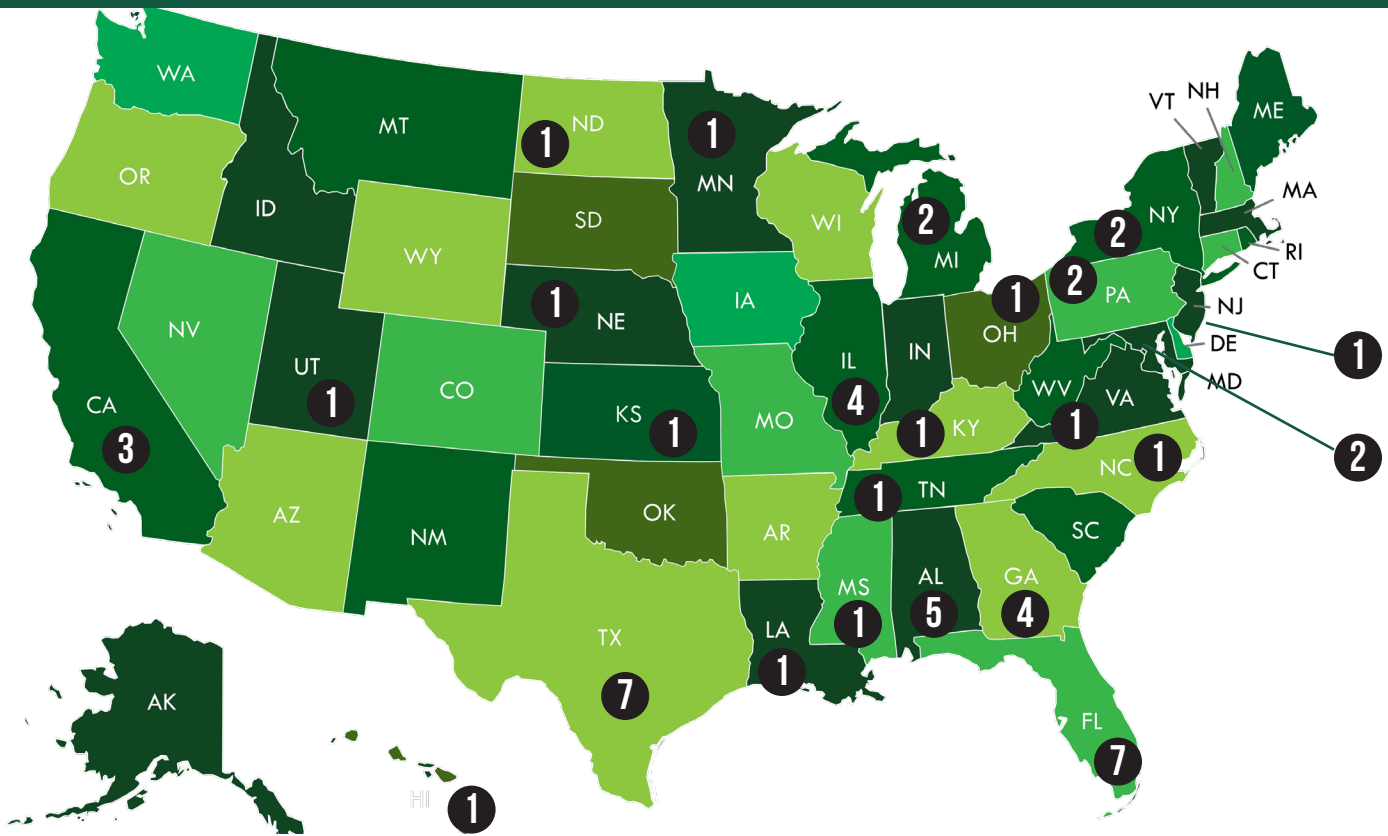 WA
MT
ND
1
MN
1
VT
NH
ME
OR
ID
SD
WI
2
MI
NY
2
MA
RI
CT
WY
NE
1
IA
OH
1
PA
2
NJ
1
DE
MD
2
NV
UT
1
CO
KS
1
MO
IL
4
IN
WV
VA
1
CA
3
KY
1
NC
1
AZ
NM
OK
AR
TN
1
SC
MS
1
AL
5
GA
4
TX
7
LA
1
FL
7
AK
HI
1